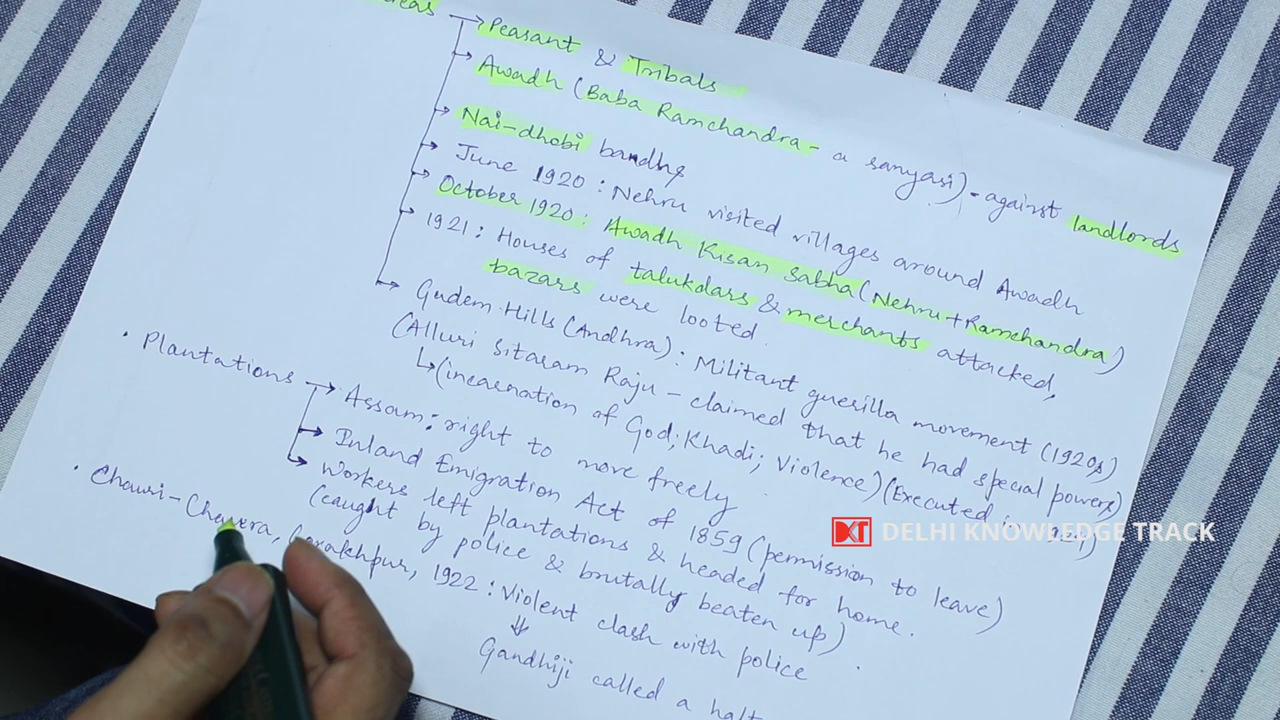 → Peasant & Tribals
→ Awadh (Baba Ramchandra - a sanyasi) - against landlords
→ Nai-dhobi bandhs
→ June 1920 : Nehru visited villages around Awadh
→ October 1920 : Awadh Kisan Sabha (Nehru + Ramchandra)
→ 1921 : Houses of talukdars & merchants attacked,
bazars were looted.
→ Gudem Hills (Andhra) : Militant guerilla movement (1920s)
(Alluri Sitaram Raju - claimed that he had special powers)
↳ (incarnation of God; Khadi; Violence) (Executed in 1924)
• Plantations → Assam : right to move freely
→ Inland Emigration Act of 1859 (permission to leave)
→ Workers left plantations & headed for home.
(caught by police & brutally beaten up)
• Chauri-Chaura, Gorakhpur, 1922 : Violent clash with police
⇓
Gandhiji called a halt
DKT DELHI KNOWLEDGE TRACK